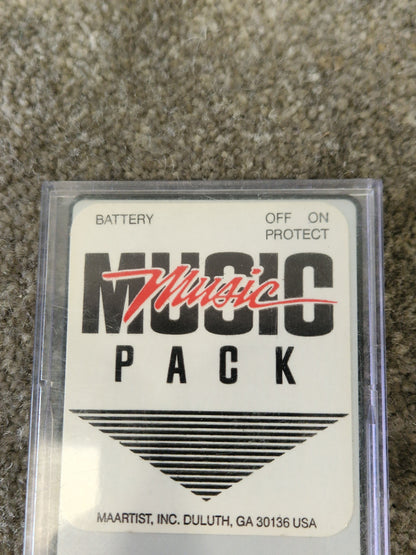 BATTERY OFF ON
PROTECT
MUSIC
Music
PACK
MAARTIST, INC. DULUTH, GA 30136 USA